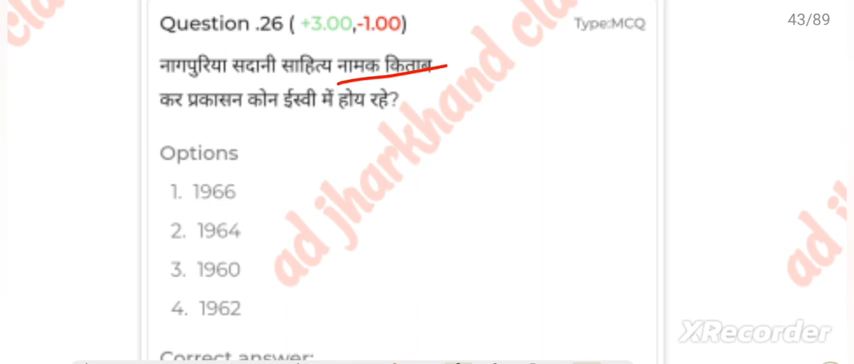 Question .26 ( +3.00,-1.00)
Type:MCQ
43/89
नागपुरिया सदानी साहित्य नामक किताब
कर प्रकासन कोन ईस्वी में होय रहे?
Options
1. 1966
2. 1964
3. 1960
4. 1962
Correct answer:
ad jharkhand cla
ad
XRecorder